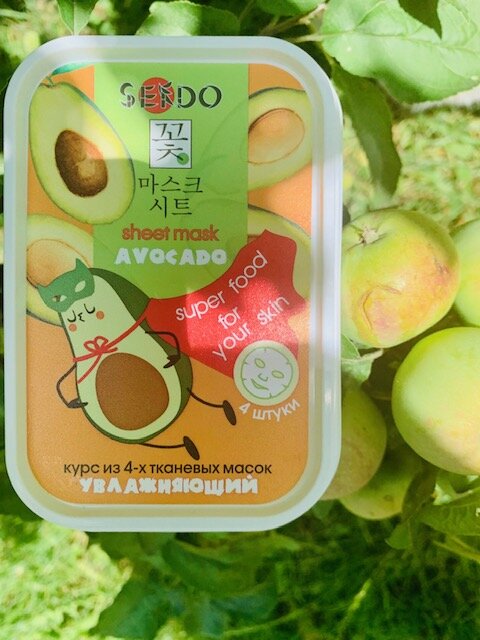 SENDO
꽃
마스크
시트
sheet mask
AVOCADO
super food
for
your skin
4 штуки
курс из 4-х тканевых масок
УВЛАЖНЯЮЩИЙ